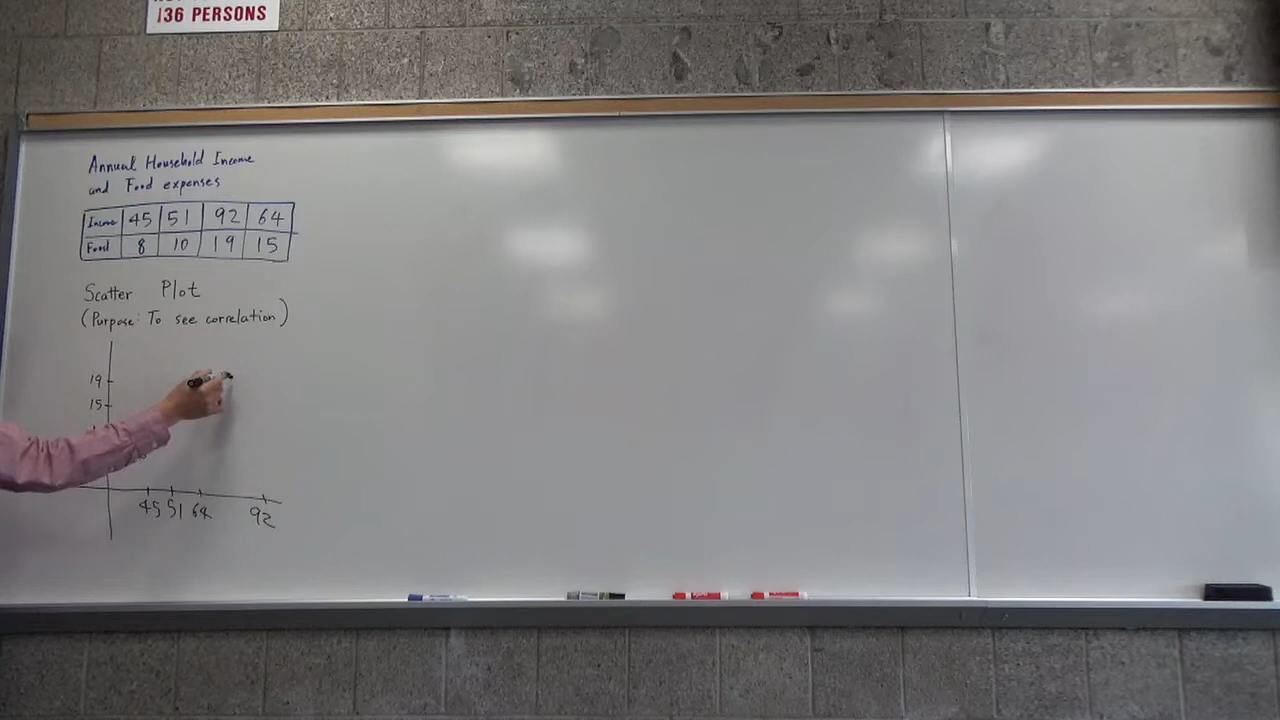 136 PERSONS
Annual Household Income
and Food expenses
Income 45 51 92 64
Food 8 10 19 15
Scatter Plot
(Purpose: To see correlation)
19
15
45 51 64 92